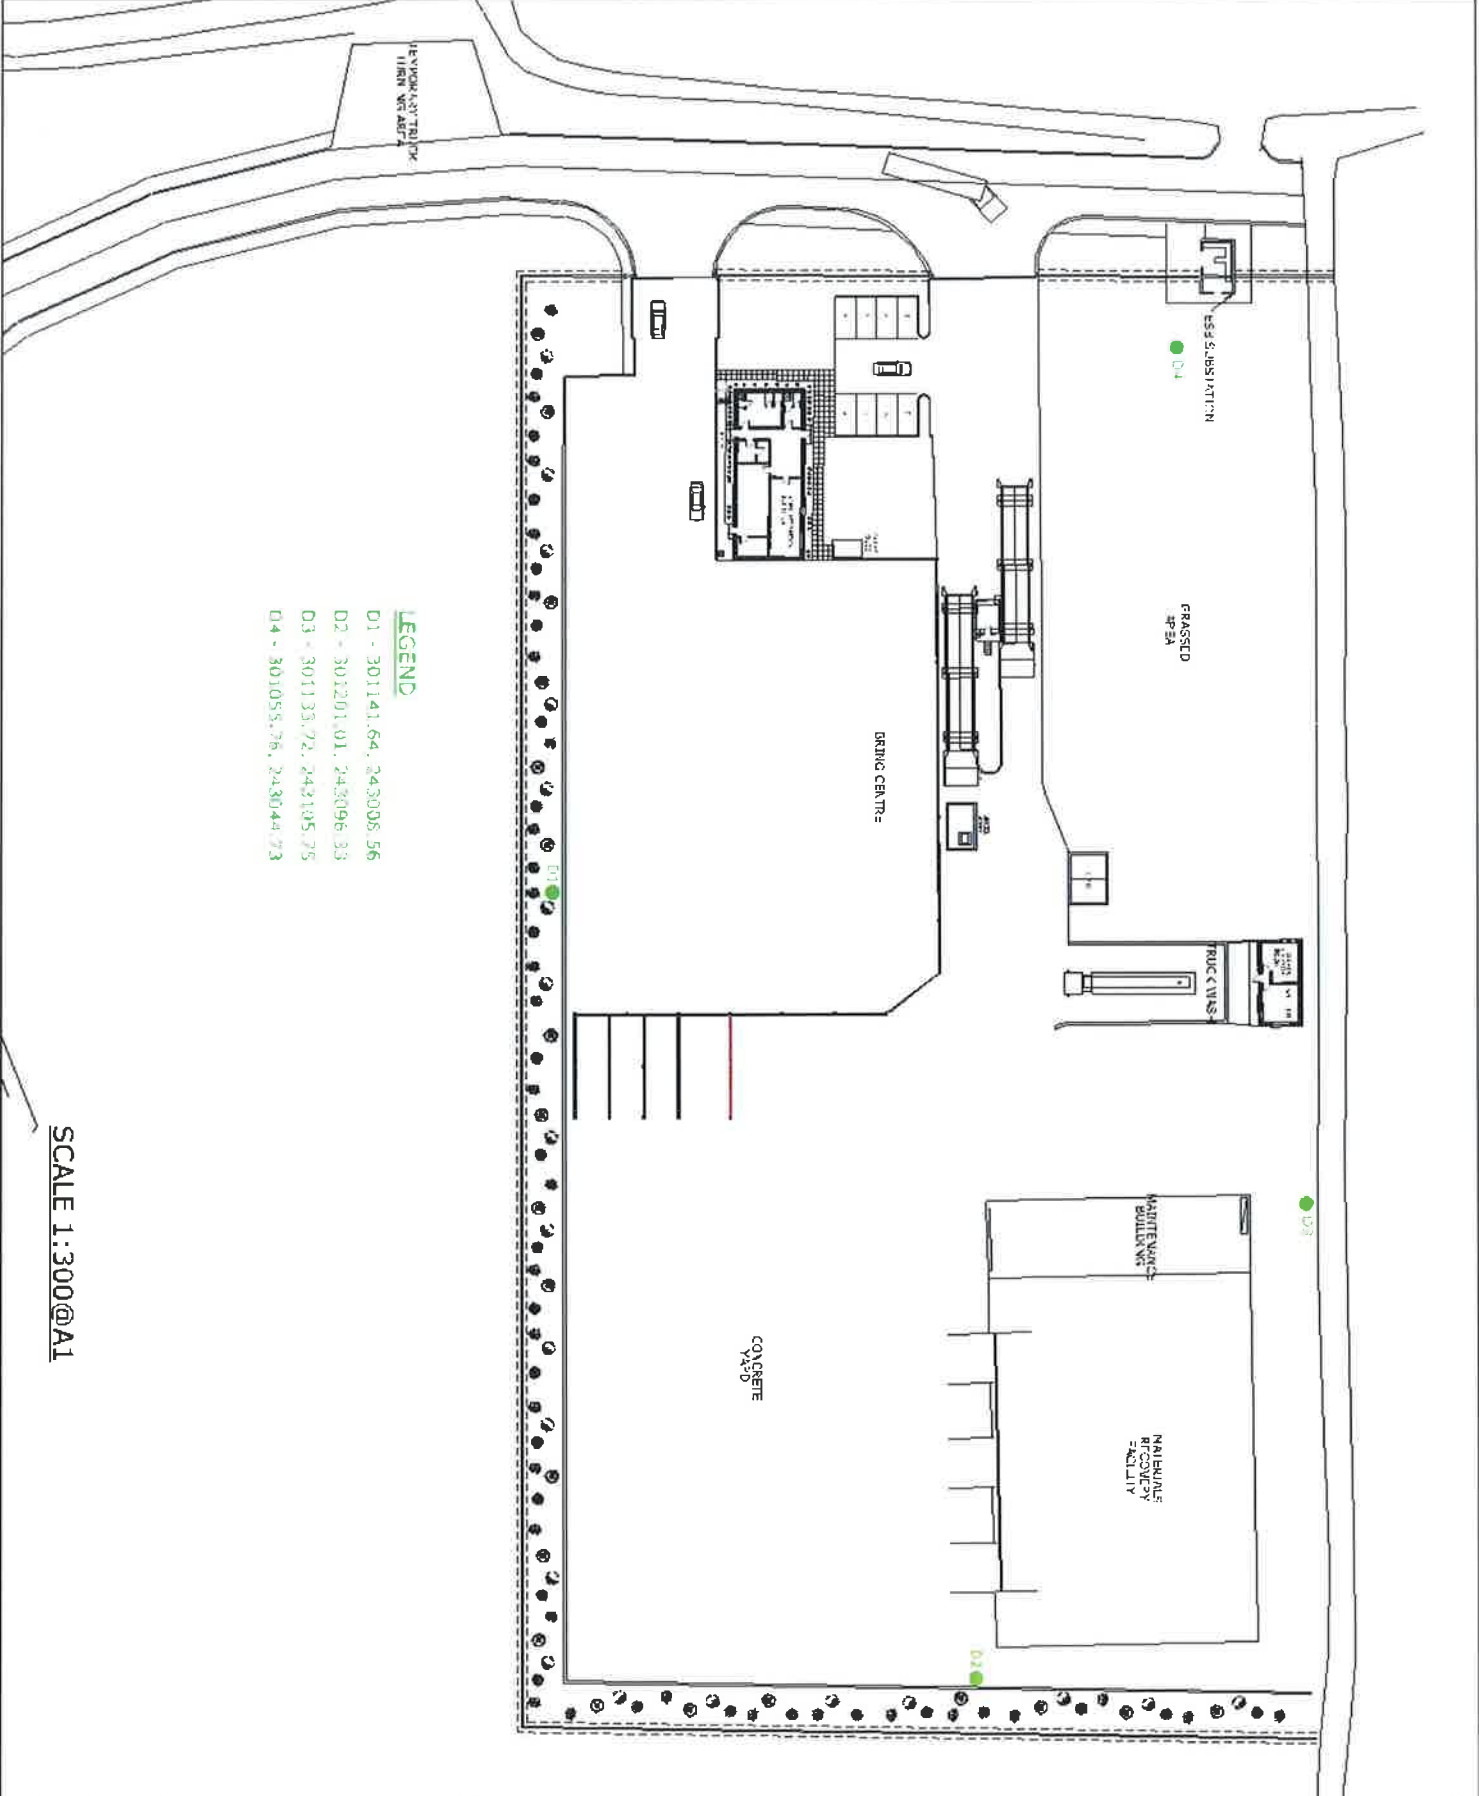 TEMPORARY TRUCK
TURNING AREA
ESB SUBSTATION
D4
GRASSED
AREA
BRING CENTRE
TRUCK WASH
D3
MAINTENANCE
BUILDING
MATERIALS
RECOVERY
FACILITY
CONCRETE
YARD
D1
D2
LEGEND
D1 - 301141.64, 243008.56
D2 - 301201.01, 243096.33
D3 - 301133.72, 243195.75
D4 - 301055.76, 243044.73
SCALE 1:300@A1